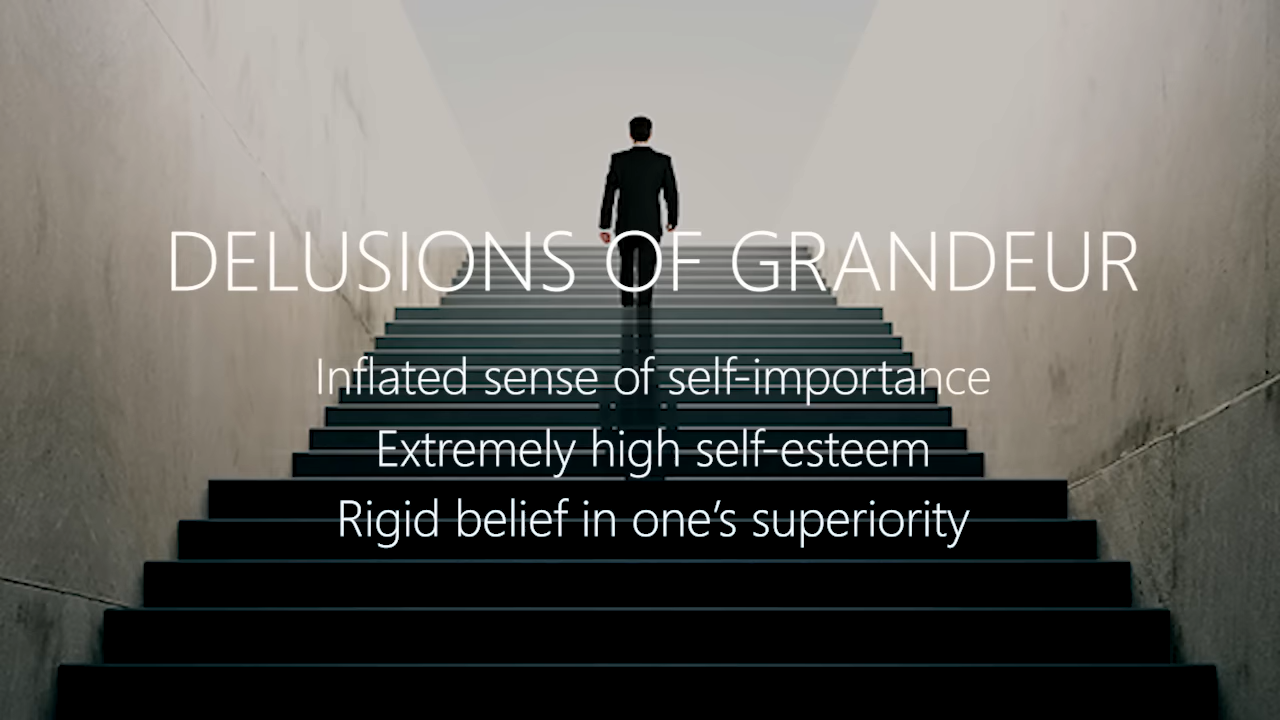 DELUSIONS OF GRANDEUR
Inflated sense of self-importance
Extremely high self-esteem
Rigid belief in one’s superiority